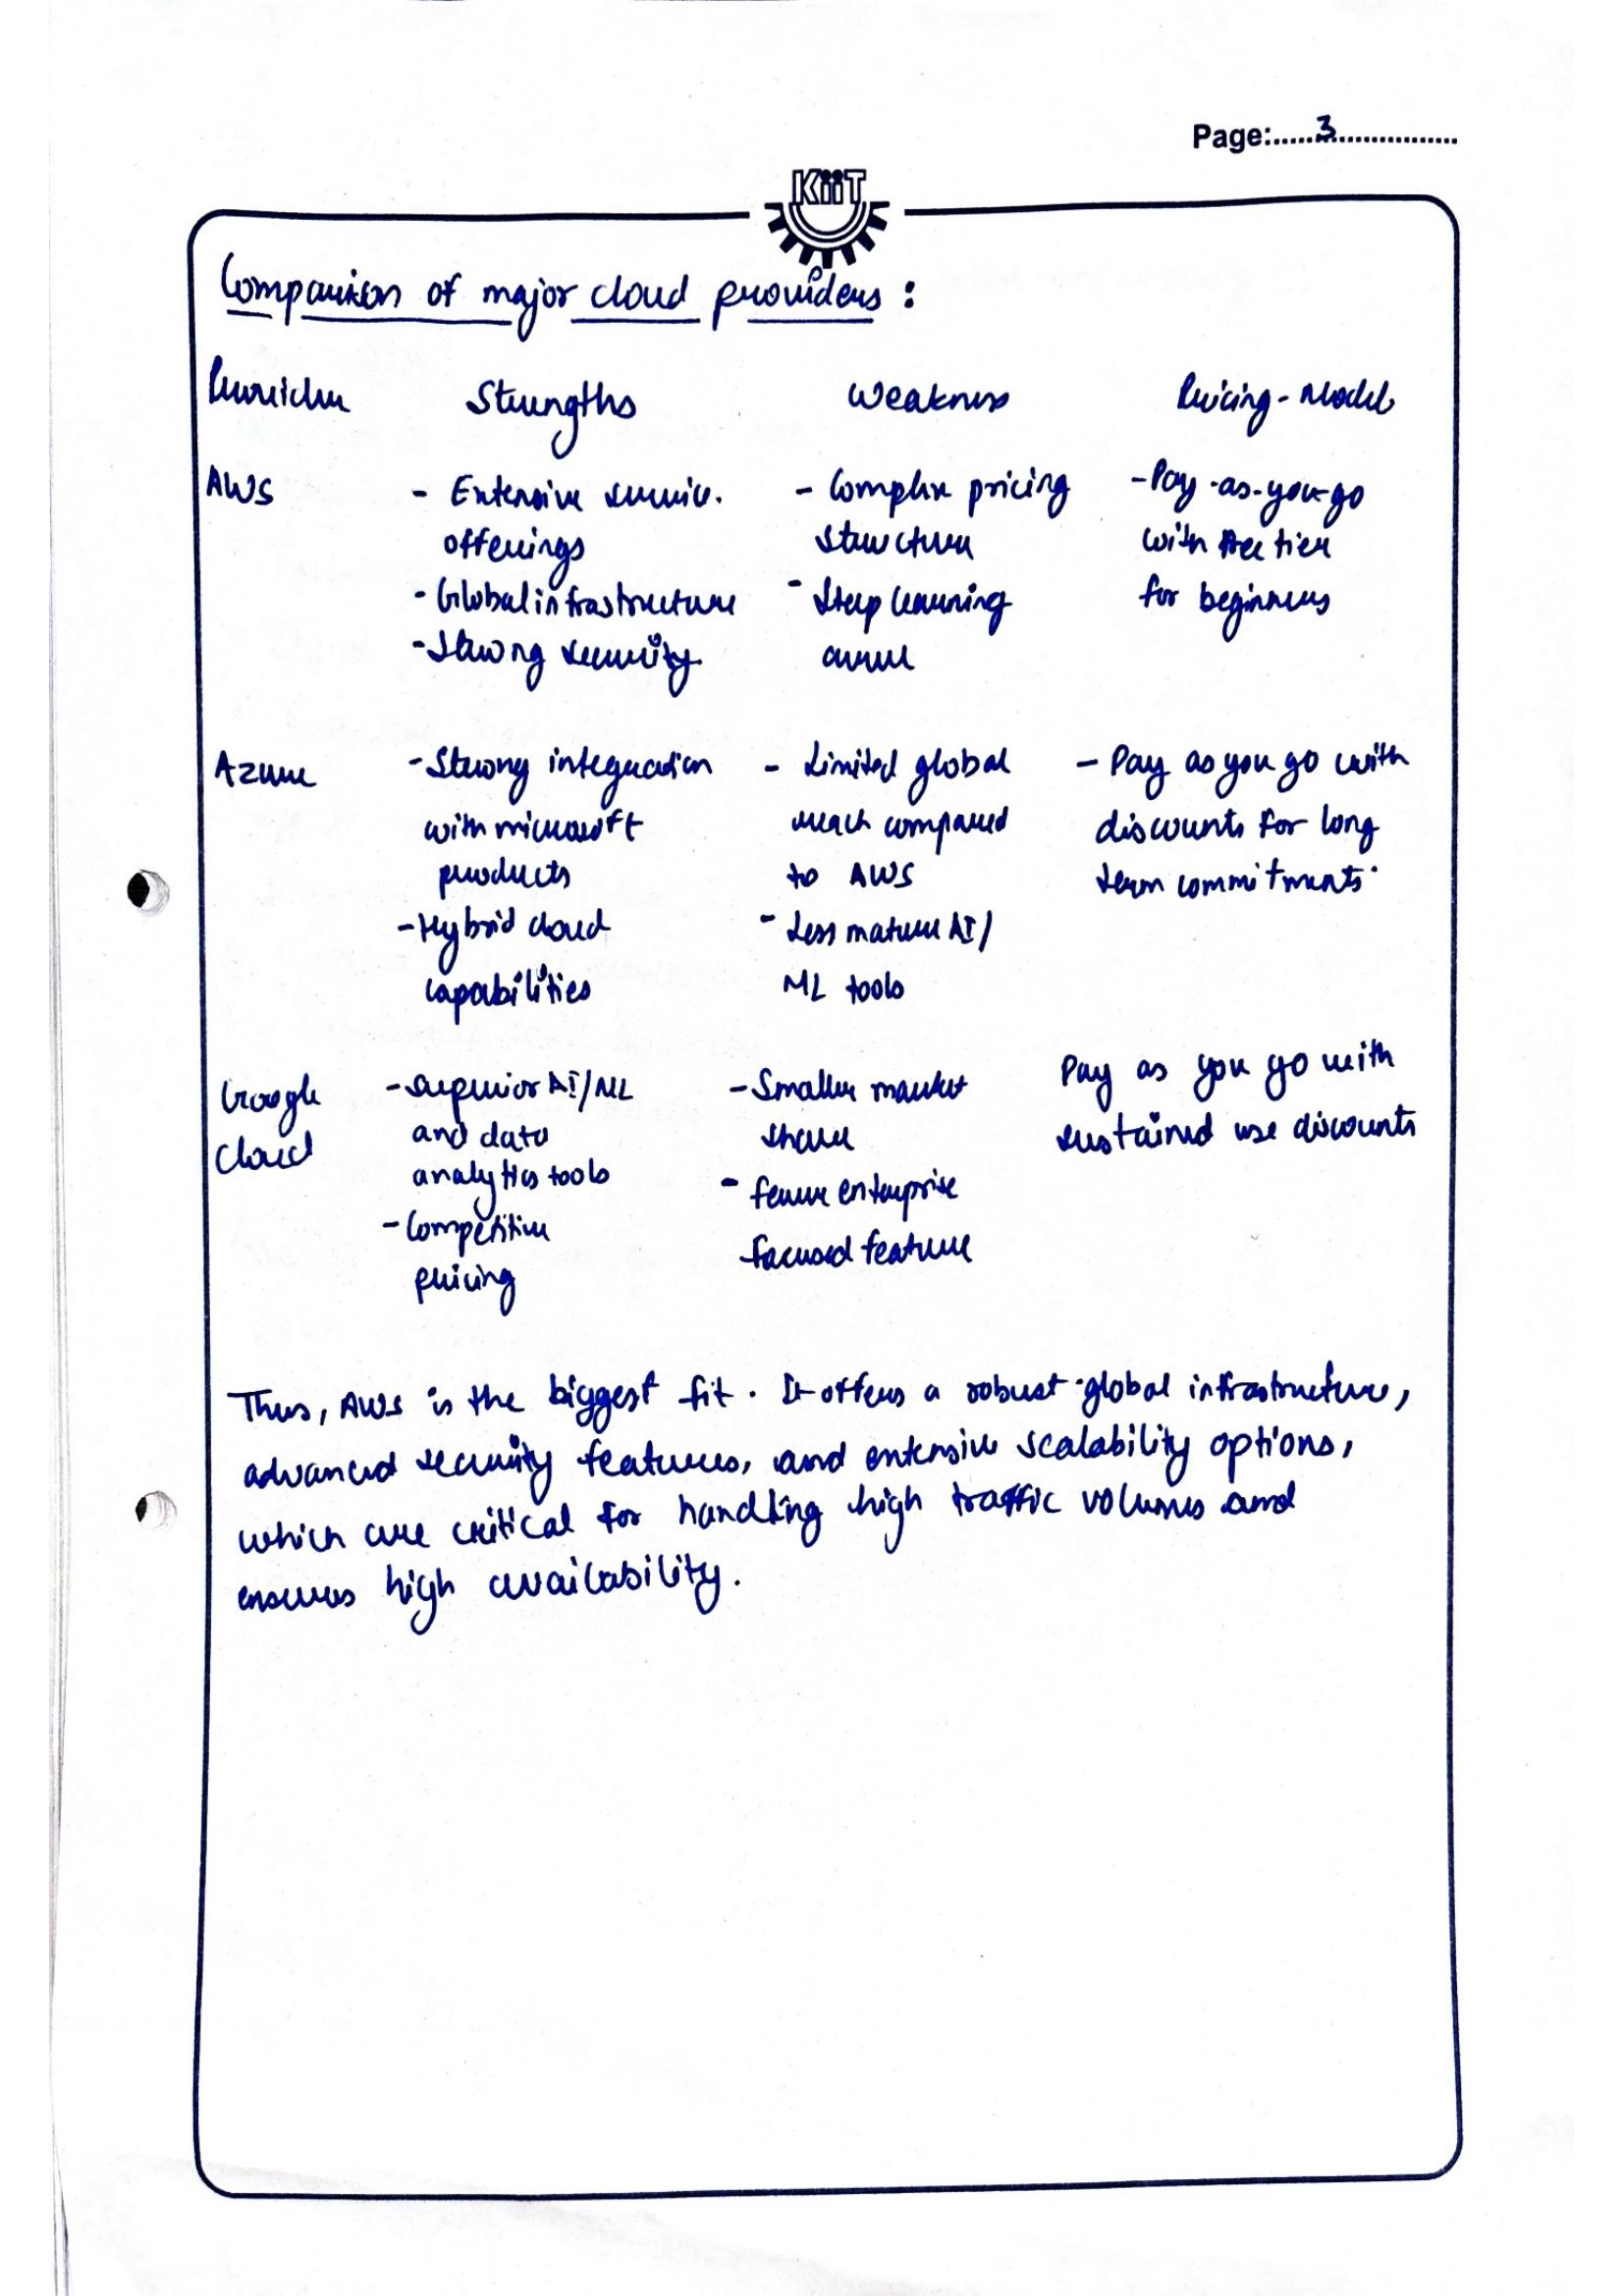 Page:.....3................
KiiT
Comparison of major cloud providers :
Provider Strengths Weakness Pricing-Model
AWS - Extensive service - Complex pricing - Pay-as-you-go
offerings structure with free tier
- Global infrastructure - Steep learning for beginners
- Strong security. curve
Azure - Strong integration - Limited global - Pay as you go with
with microsoft reach compared discounts for long
products to AWS term commitments.
- Hybrid cloud - Less mature AI/
capabilities ML tools
Google - superior AI/ML - Smaller market Pay as you go with
Cloud and data share sustained use discounts
analytics tools - fewer enterprise
- Competitive focused feature
pricing
Thus, AWS is the biggest fit. It offers a robust global infrastructure,
advanced security features, and extensive scalability options,
which are critical for handling high traffic volumes and
ensures high availability.